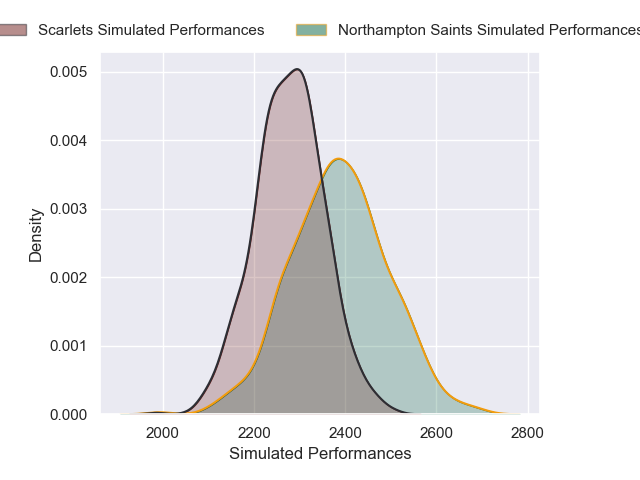 Scarlets Simulated Performances Northampton Saints Simulated Performances
0.005
0.004
0.003
0.002
0.001
0.000
Density
2000 2200 2400 2600 2800
Simulated Performances